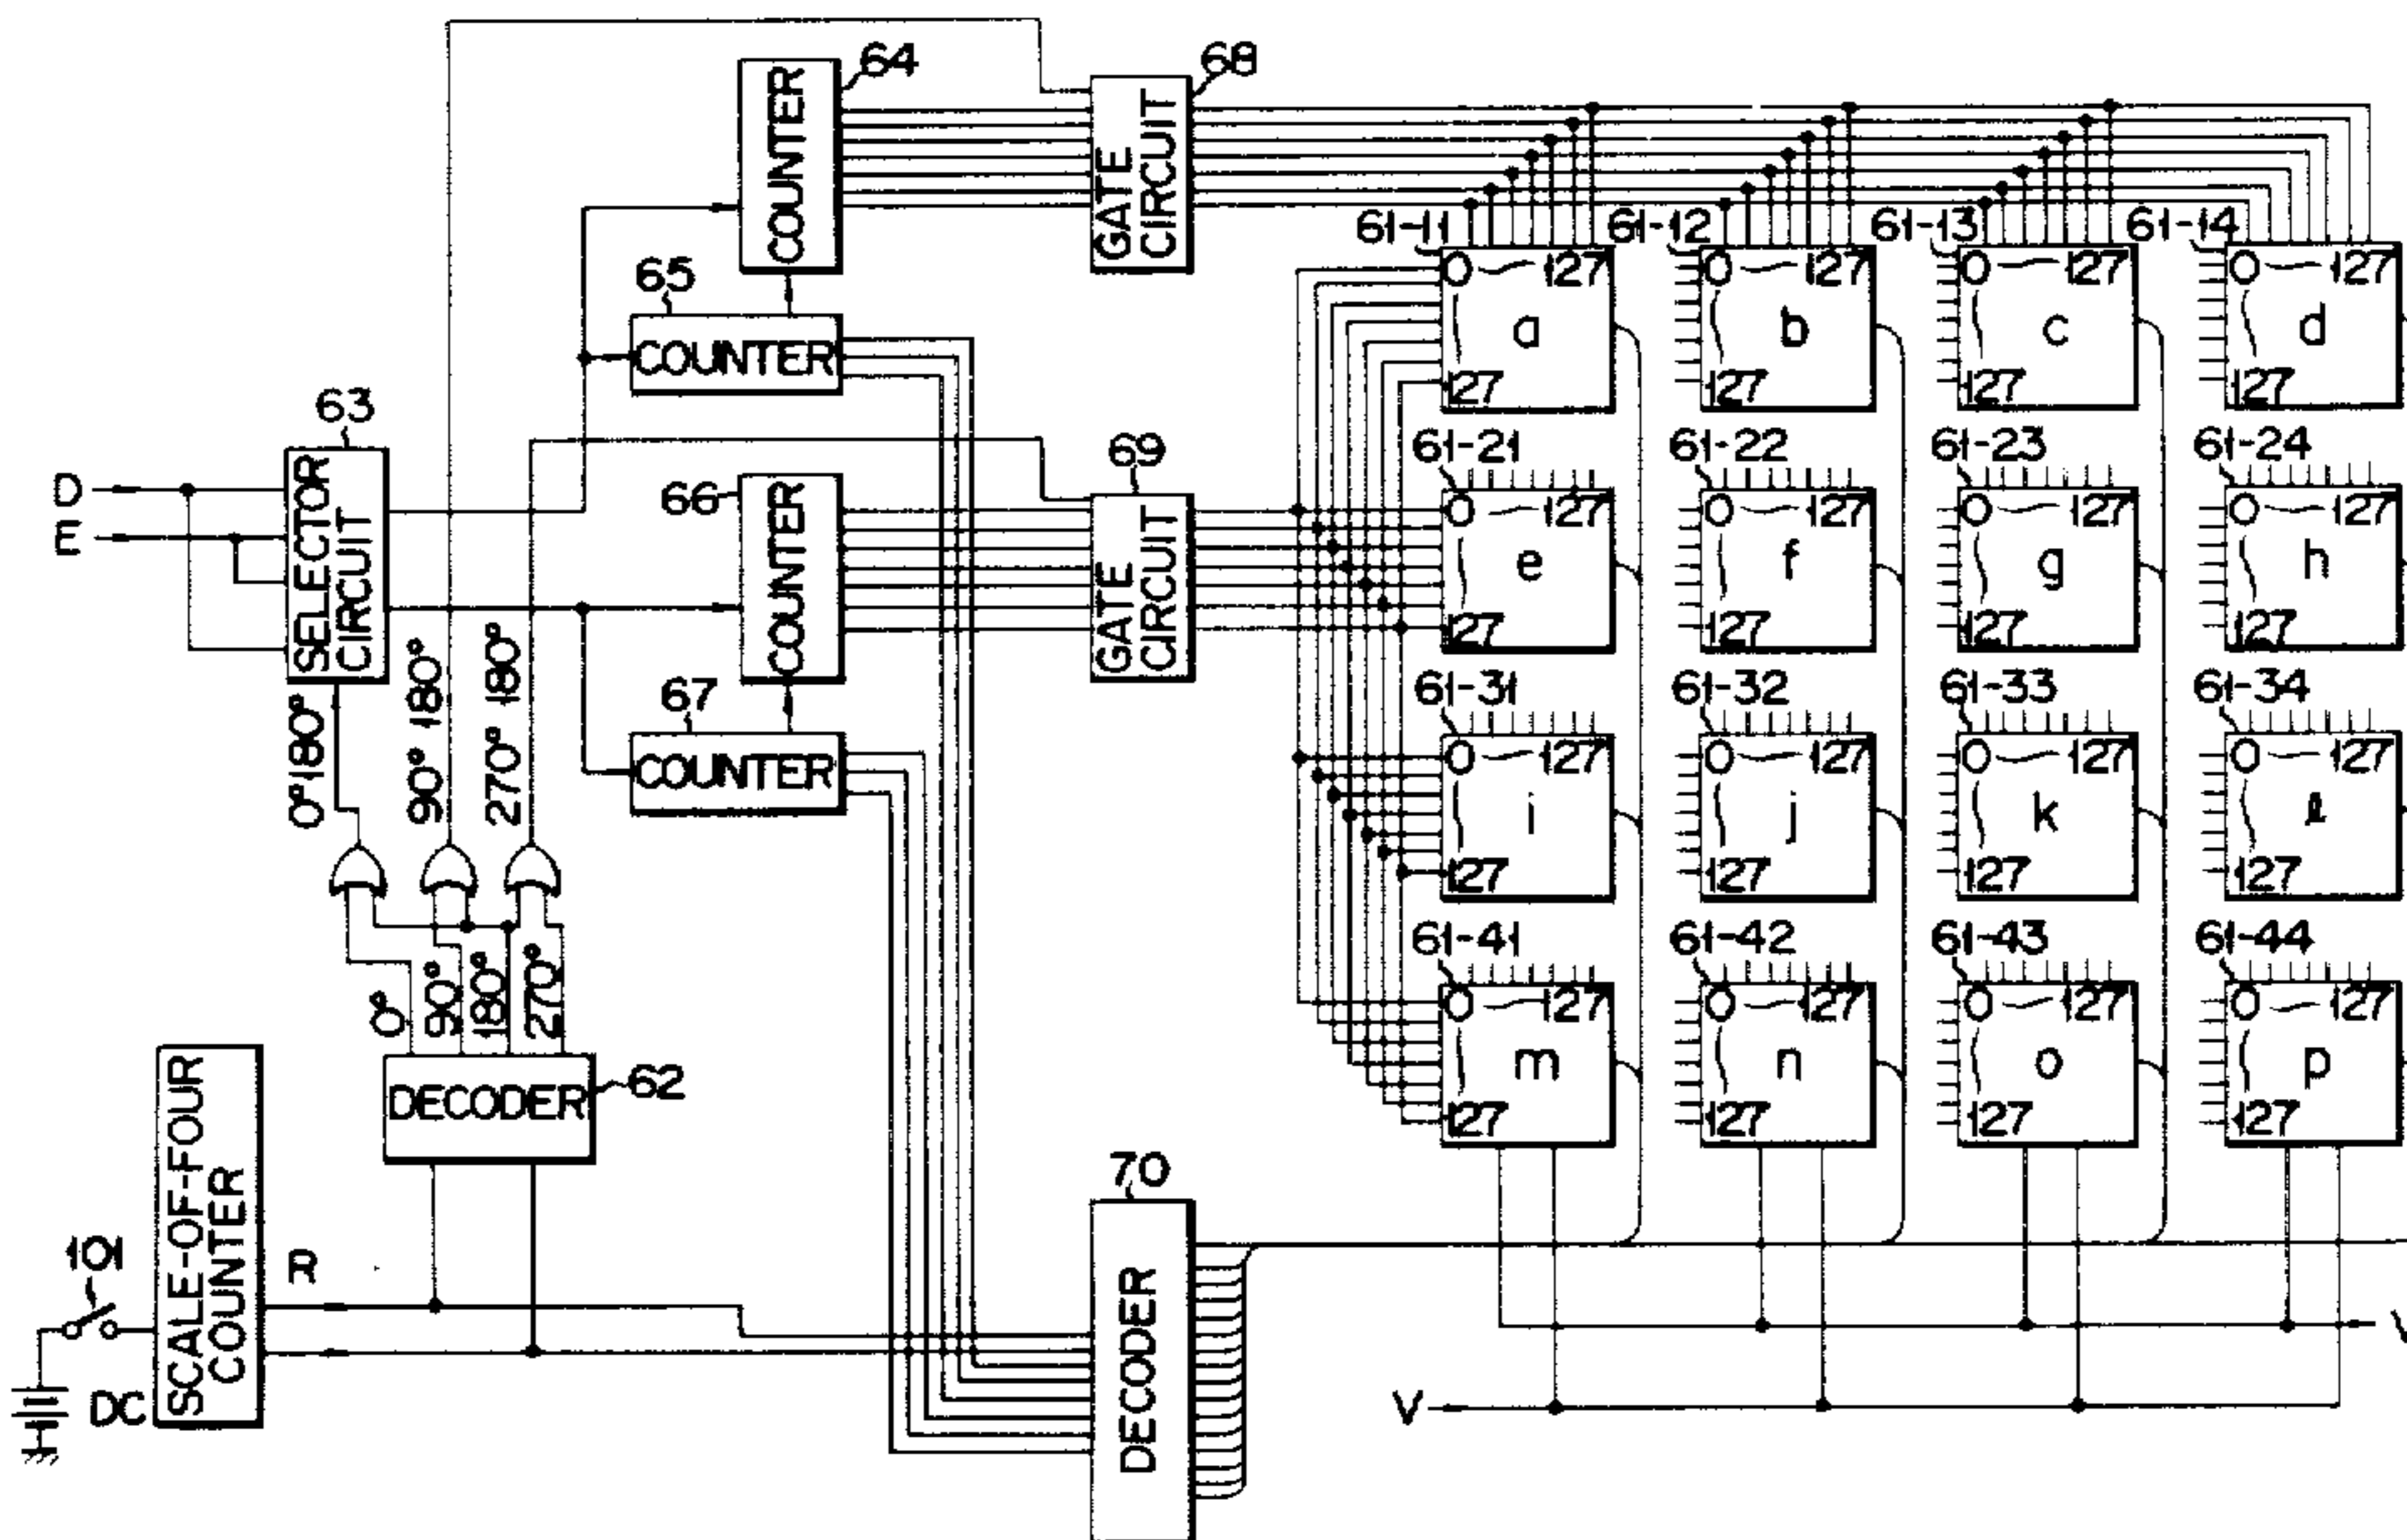 64
COUNTER
68
GATE
CIRCUIT
65
COUNTER
63
SELECTOR
CIRCUIT
D
E
66
COUNTER
69
GATE
CIRCUIT
67
COUNTER
0°180°
90° 180°
270° 180°
0°
90°
180°
270°
DECODER
62
SCALE-OF-FOUR
COUNTER
R
101
DC
70
DECODER
61-11
0 127
a
127
61-12
0 127
b
127
61-13
0 127
c
127
61-14
0 127
d
127
61-21
0 127
e
127
61-22
0 127
f
127
61-23
0 127
g
127
61-24
0 127
h
127
61-31
0 127
i
127
61-32
0 127
j
127
61-33
0 127
k
127
61-34
0 127
ℓ
127
61-41
0 127
m
127
61-42
0 127
n
127
61-43
0 127
o
127
61-44
0 127
p
127
V